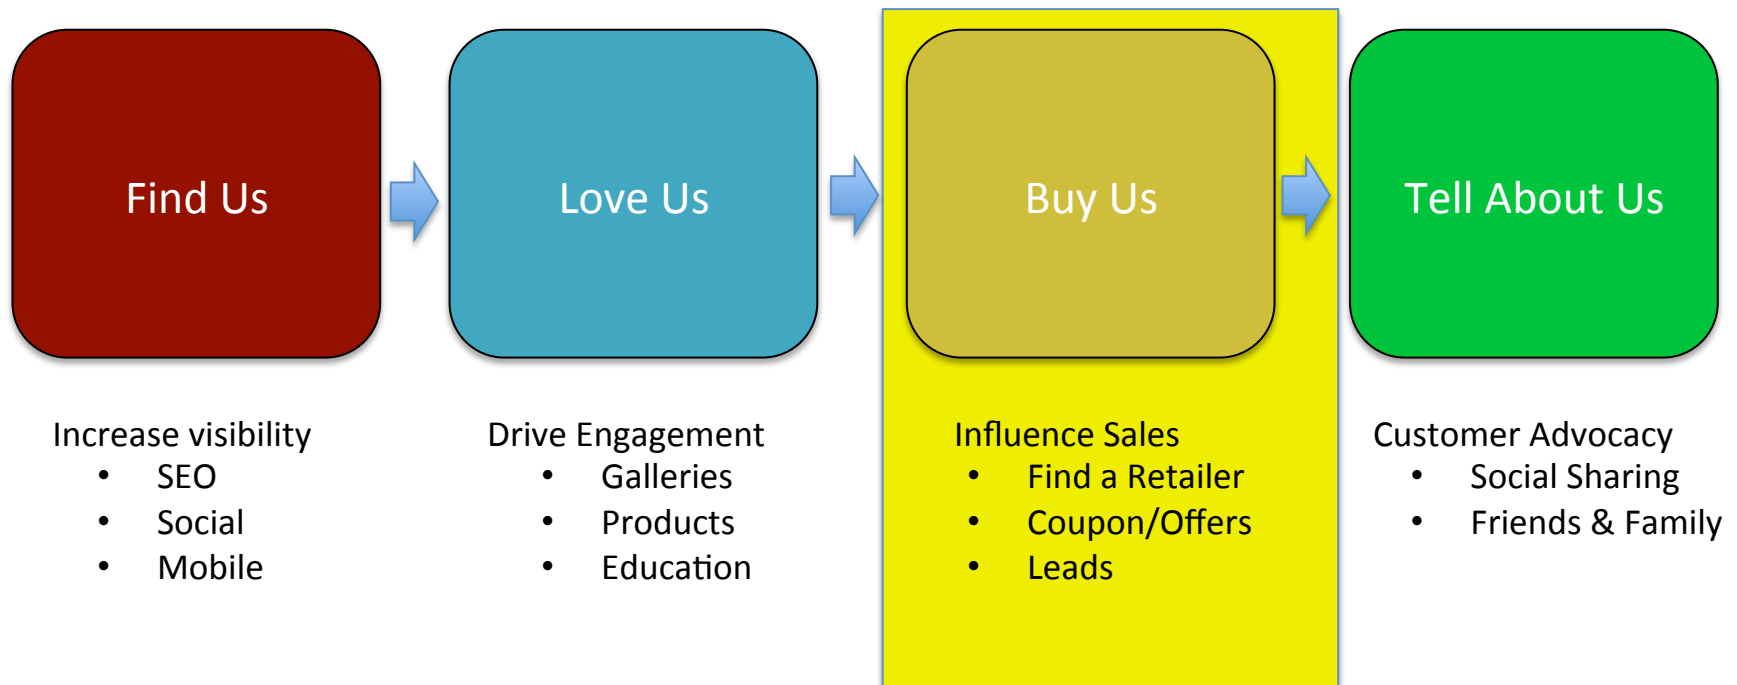 Find Us
Love Us
Buy Us
Tell About Us
Increase visibility
• SEO
• Social
• Mobile
Drive Engagement
• Galleries
• Products
• Education
Influence Sales
• Find a Retailer
• Coupon/Offers
• Leads
Customer Advocacy
• Social Sharing
• Friends & Family